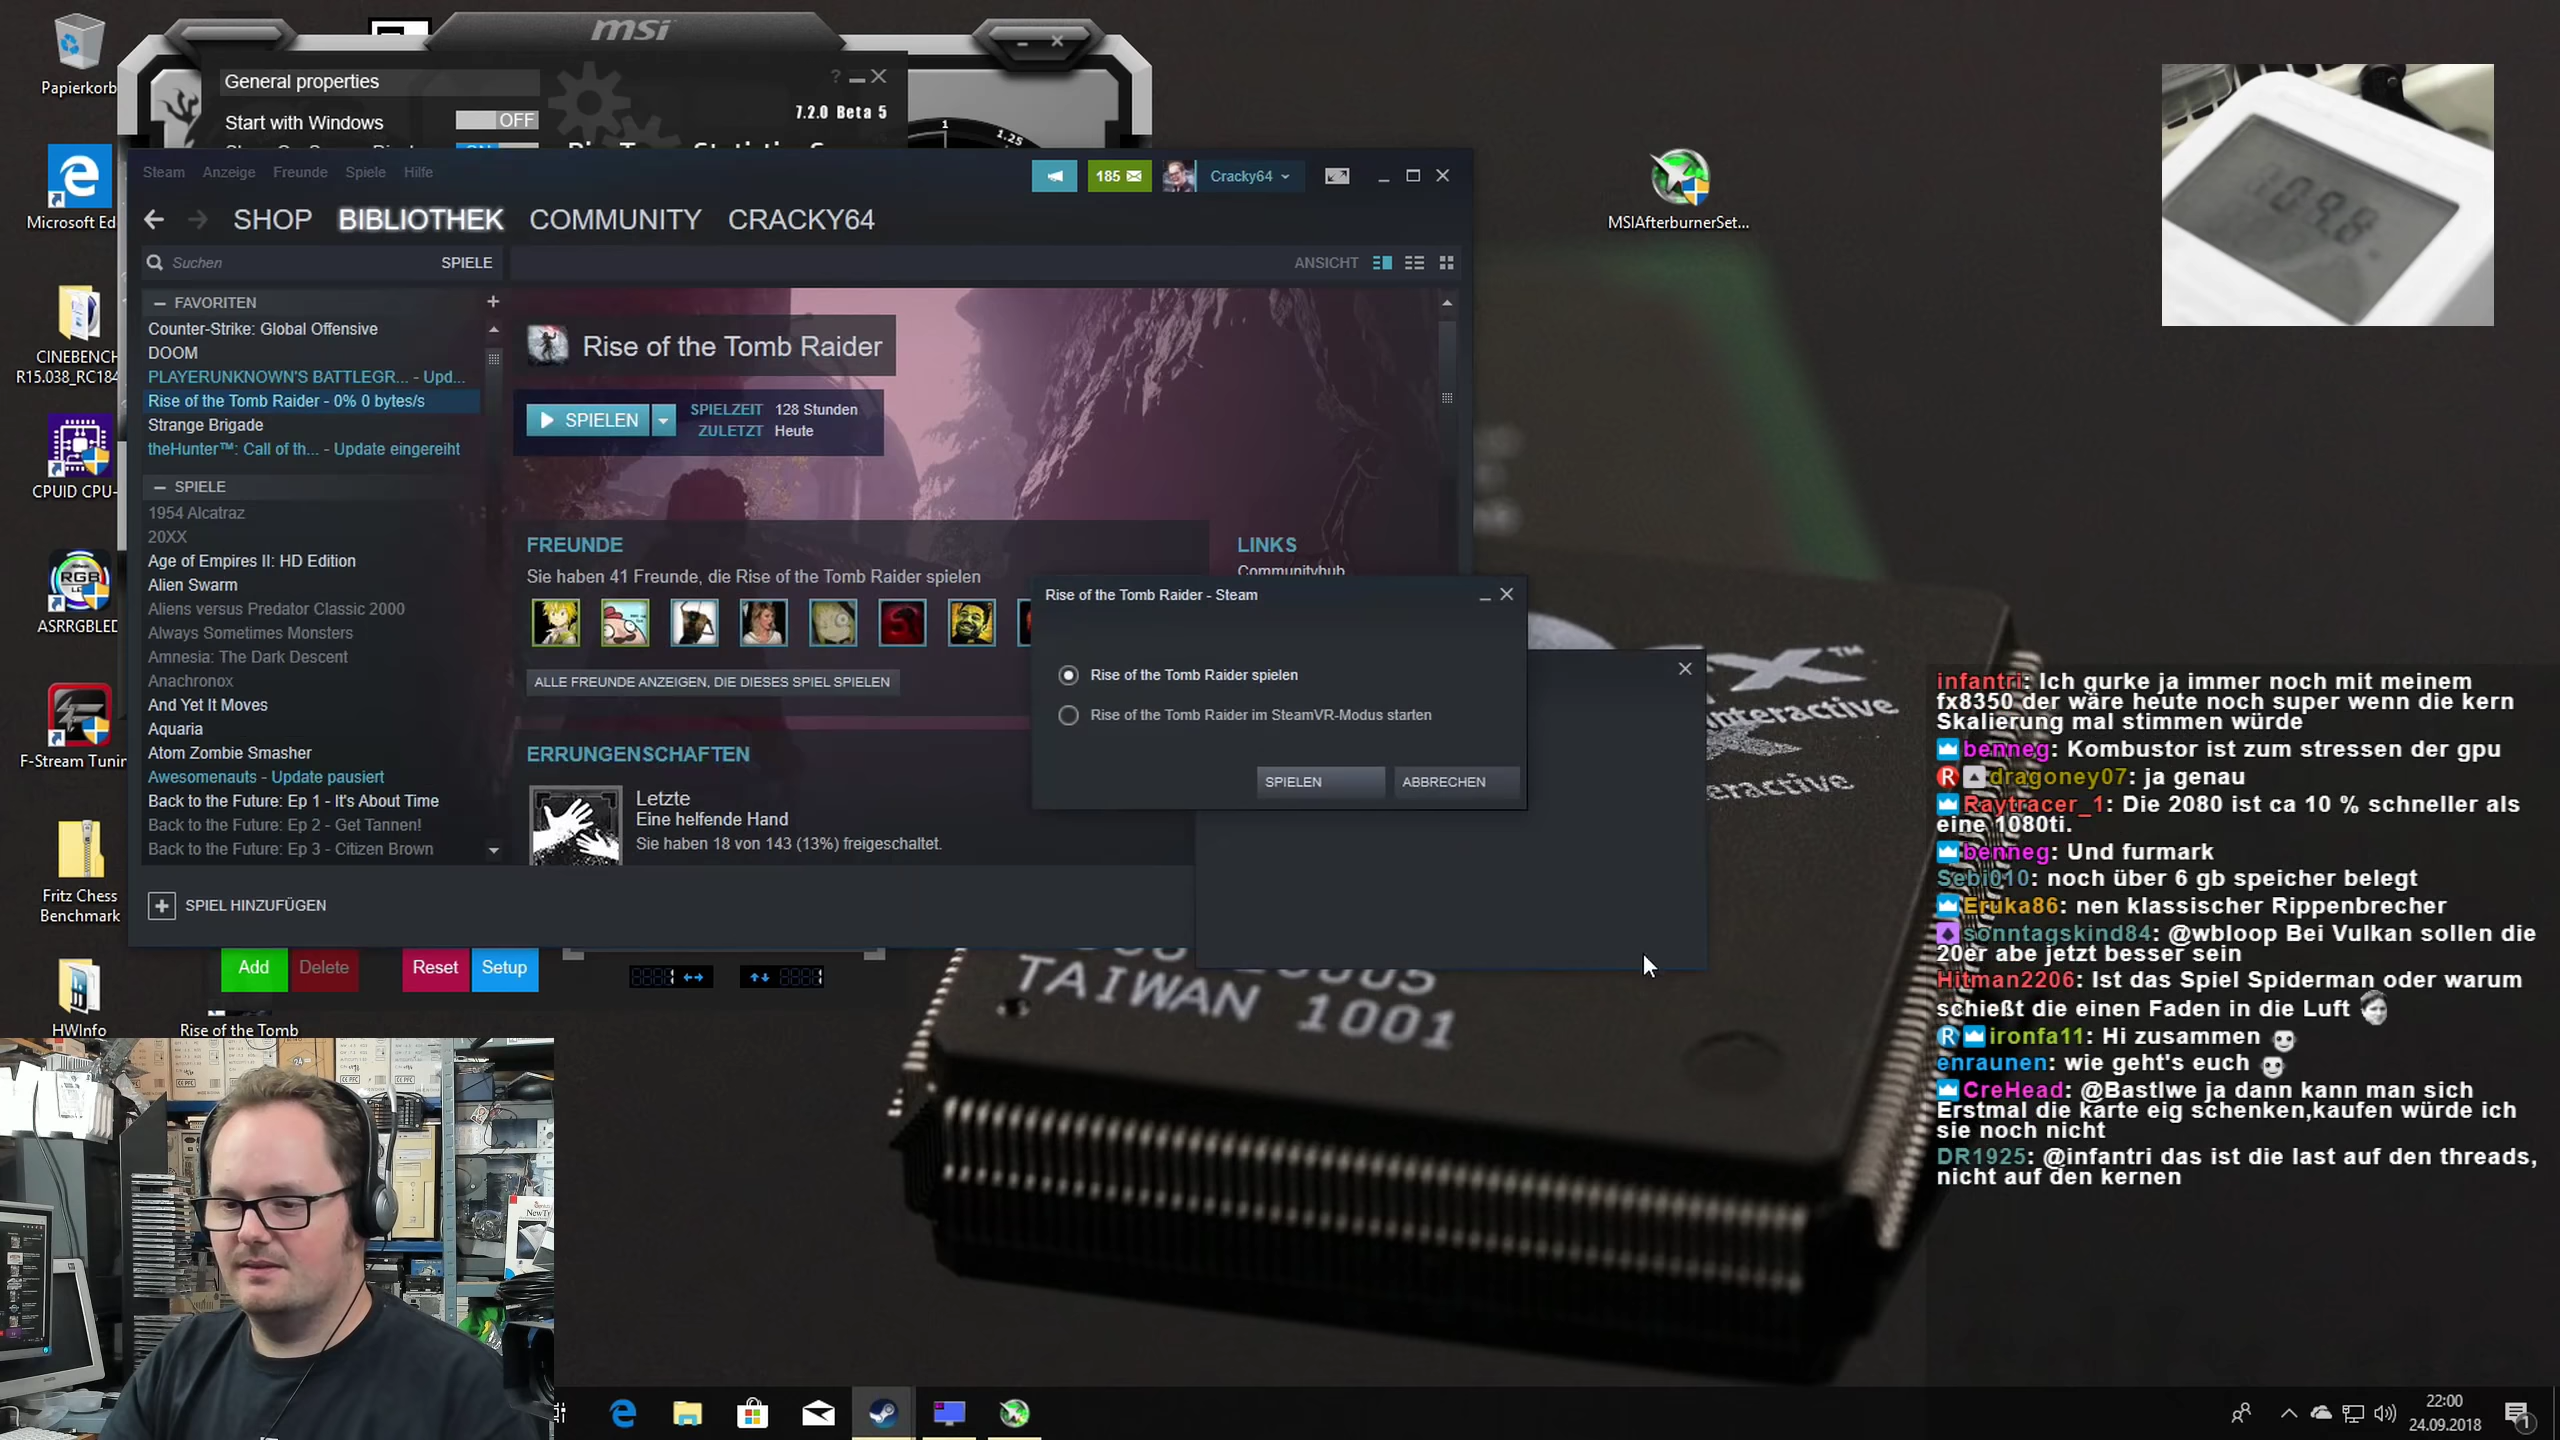 Papierkorb
Microsoft Ed
CINEBENCH
R15.038_RC184
CPUID CPU-
ASRRGBLED
F-Stream Tunin
Fritz Chess
Benchmark
HWInfo
Rise of the Tomb
msi
General properties
Start with Windows
OFF
7.2.0 Beta 5
1
1.25
MSIAfterburnerSet...
Steam Anzeige Freunde Spiele Hilfe
185
Cracky64
SHOP BIBLIOTHEK COMMUNITY CRACKY64
Suchen
SPIELE
ANSICHT
FAVORITEN
Counter-Strike: Global Offensive
DOOM
PLAYERUNKNOWN'S BATTLEGR... - Upd...
Rise of the Tomb Raider - 0% 0 bytes/s
Strange Brigade
theHunter™: Call of th... - Update eingereiht
SPIELE
1954 Alcatraz
20XX
Age of Empires II: HD Edition
Alien Swarm
Aliens versus Predator Classic 2000
Always Sometimes Monsters
Amnesia: The Dark Descent
Anachronox
And Yet It Moves
Aquaria
Atom Zombie Smasher
Awesomenauts - Update pausiert
Back to the Future: Ep 1 - It's About Time
Back to the Future: Ep 2 - Get Tannen!
Back to the Future: Ep 3 - Citizen Brown
SPIEL HINZUFÜGEN
Rise of the Tomb Raider
SPIELEN
SPIELZEIT 128 Stunden
ZULETZT Heute
FREUNDE
Sie haben 41 Freunde, die Rise of the Tomb Raider spielen
ALLE FREUNDE ANZEIGEN, DIE DIESES SPIEL SPIELEN
LINKS
Communityhub
ERRUNGENSCHAFTEN
Letzte
Eine helfende Hand
Sie haben 18 von 143 (13%) freigeschaltet.
Rise of the Tomb Raider - Steam
Rise of the Tomb Raider spielen
Rise of the Tomb Raider im SteamVR-Modus starten
SPIELEN
ABBRECHEN
Add
Delete
Reset
Setup
TAIWAN 1001
infantri: Ich gurke ja immer noch mit meinem
fx8350 der wäre heute noch super wenn die kern
Skalierung mal stimmen würde
benneg: Kombustor ist zum stressen der gpu
dragoney07: ja genau
Raytracer_1: Die 2080 ist ca 10 % schneller als
eine 1080ti.
benneg: Und furmark
Sebi010: noch über 6 gb speicher belegt
Eruka86: nen klassischer Rippenbrecher
sonntagskind84: @wbloop Bei Vulkan sollen die
20er abe jetzt besser sein
Hitman2206: Ist das Spiel Spiderman oder warum
schießt die einen Faden in die Luft
ironfa11: Hi zusammen
enraunen: wie geht's euch
CreHead: @Bastlwe ja dann kann man sich
Erstmal die karte eig schenken,kaufen würde ich
sie noch nicht
DR1925: @infantri das ist die last auf den threads,
nicht auf den kernen
22:00
24.09.2018